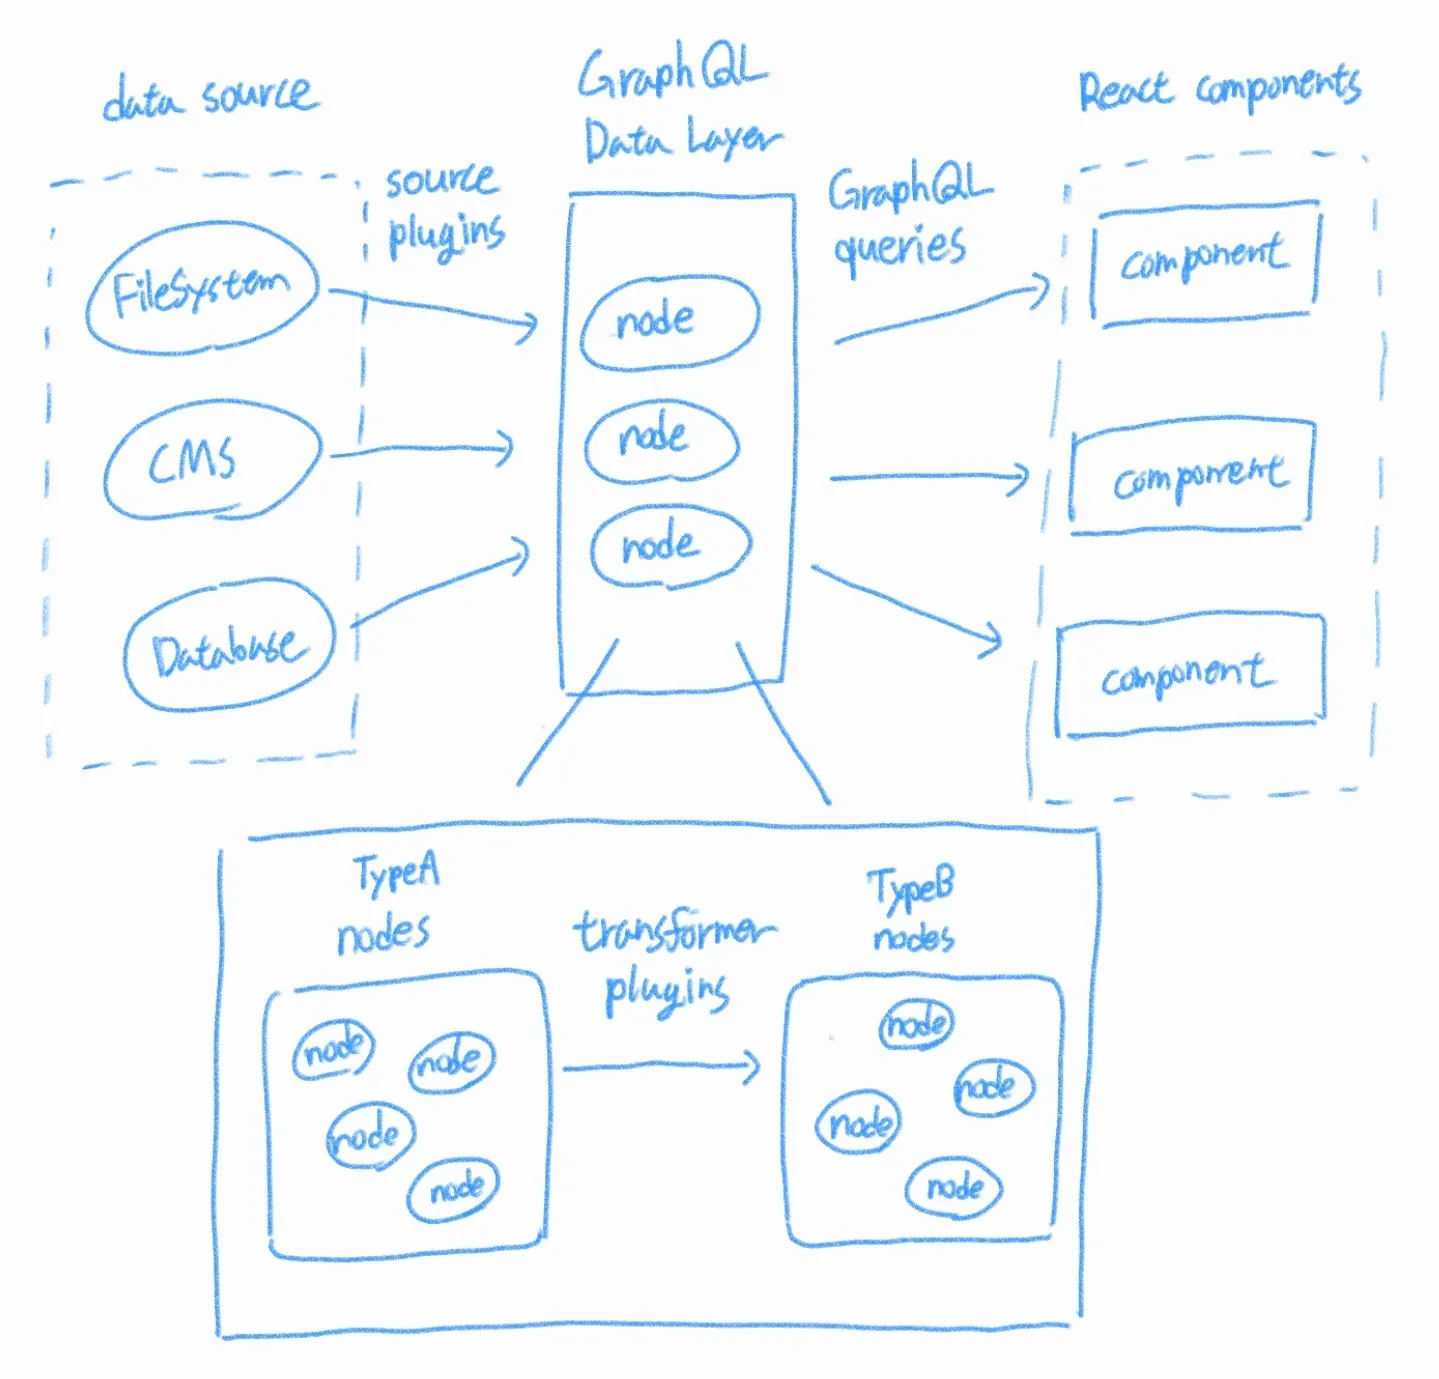 data source
GraphQL
Data Layer
React components
source
plugins
GraphQL
queries
FileSystem
CMS
Database
node
node
node
component
component
component
TypeA
nodes
transformer
plugins
TypeB
nodes
node
node
node
node
node
node
node
node